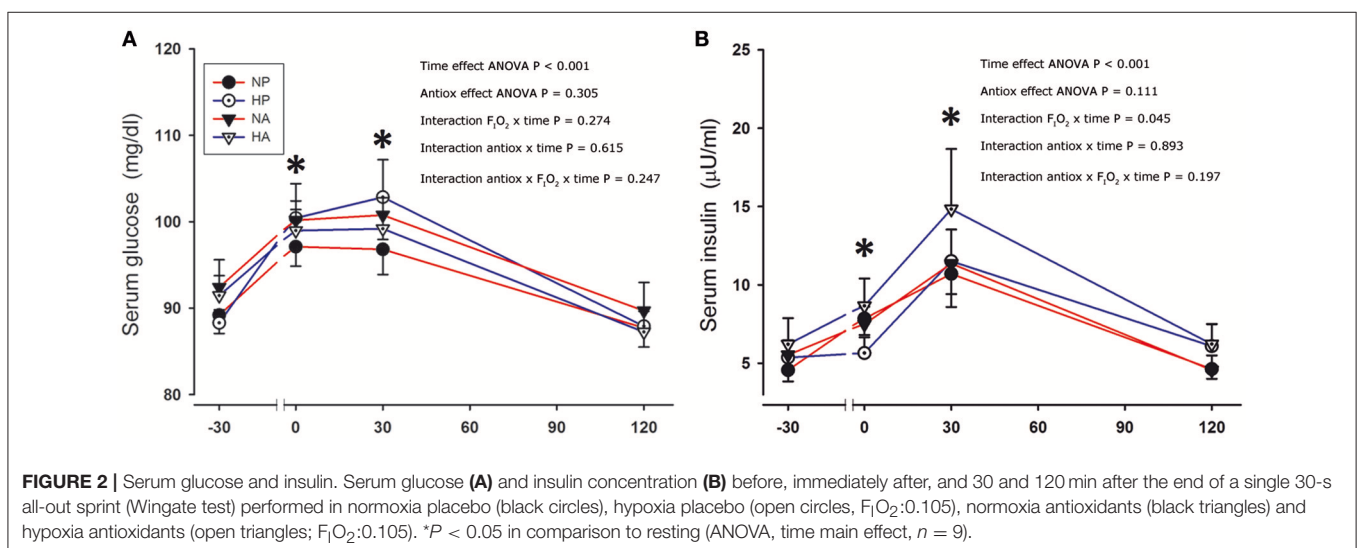 A
120
110
100
90
80
Serum glucose (mg/dl)
NP
HP
NA
HA
Time effect ANOVA P < 0.001
Antiox effect ANOVA P = 0.305
Interaction FIO2 x time P = 0.274
Interaction antiox x time P = 0.615
Interaction antiox x FIO2 x time P = 0.247
*
*
-30 0 30 60 90 120
B
25
20
15
10
5
Serum insulin (μU/ml)
Time effect ANOVA P < 0.001
Antiox effect ANOVA P = 0.111
Interaction FIO2 x time P = 0.045
Interaction antiox x time P = 0.893
Interaction antiox x FIO2 x time P = 0.197
*
*
-30 0 30 60 90 120
FIGURE 2 | Serum glucose and insulin. Serum glucose (A) and insulin concentration (B) before, immediately after, and 30 and 120 min after the end of a single 30-s
all-out sprint (Wingate test) performed in normoxia placebo (black circles), hypoxia placebo (open circles, FIO2:0.105), normoxia antioxidants (black triangles) and
hypoxia antioxidants (open triangles; FIO2:0.105). *P < 0.05 in comparison to resting (ANOVA, time main effect, n = 9).